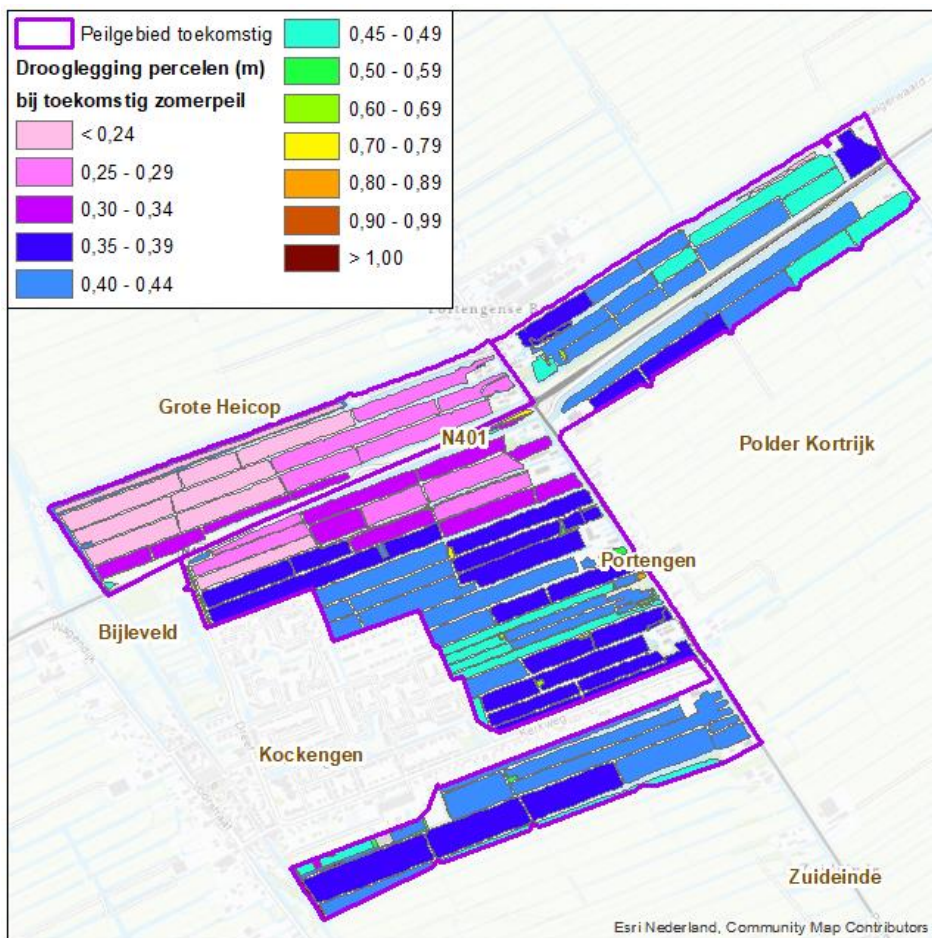 Peilgebied toekomstig
Drooglegging percelen (m)
bij toekomstig zomerpeil
< 0,24
0,25 - 0,29
0,30 - 0,34
0,35 - 0,39
0,40 - 0,44
0,45 - 0,49
0,50 - 0,59
0,60 - 0,69
0,70 - 0,79
0,80 - 0,89
0,90 - 0,99
> 1,00
Grote Heicop
N401
Polder Kortrijk
Portengen
Bijleveld
Wagendijk
Kerkweg
Kockengen
Zuideinde
Esri Nederland, Community Map Contributors